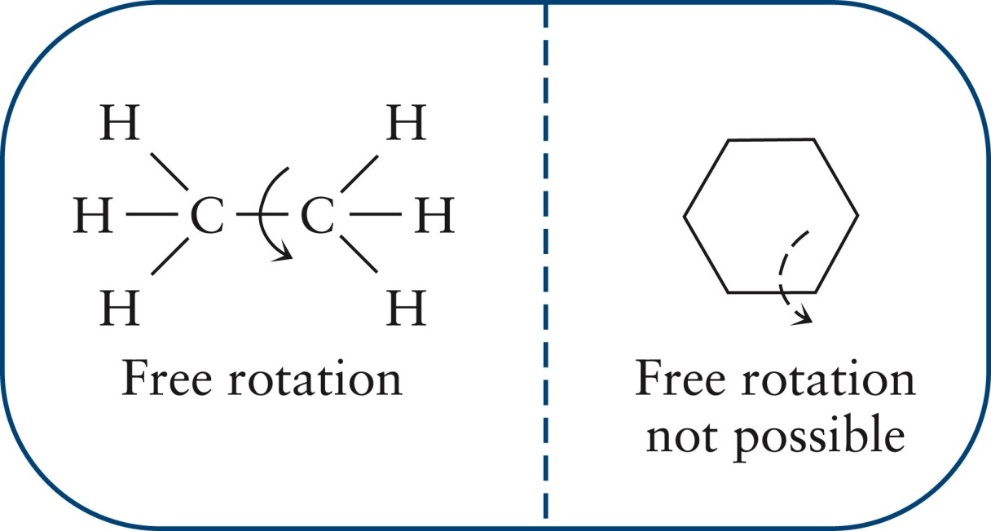 H H
H C C H
H H
Free rotation
Free rotation
not possible